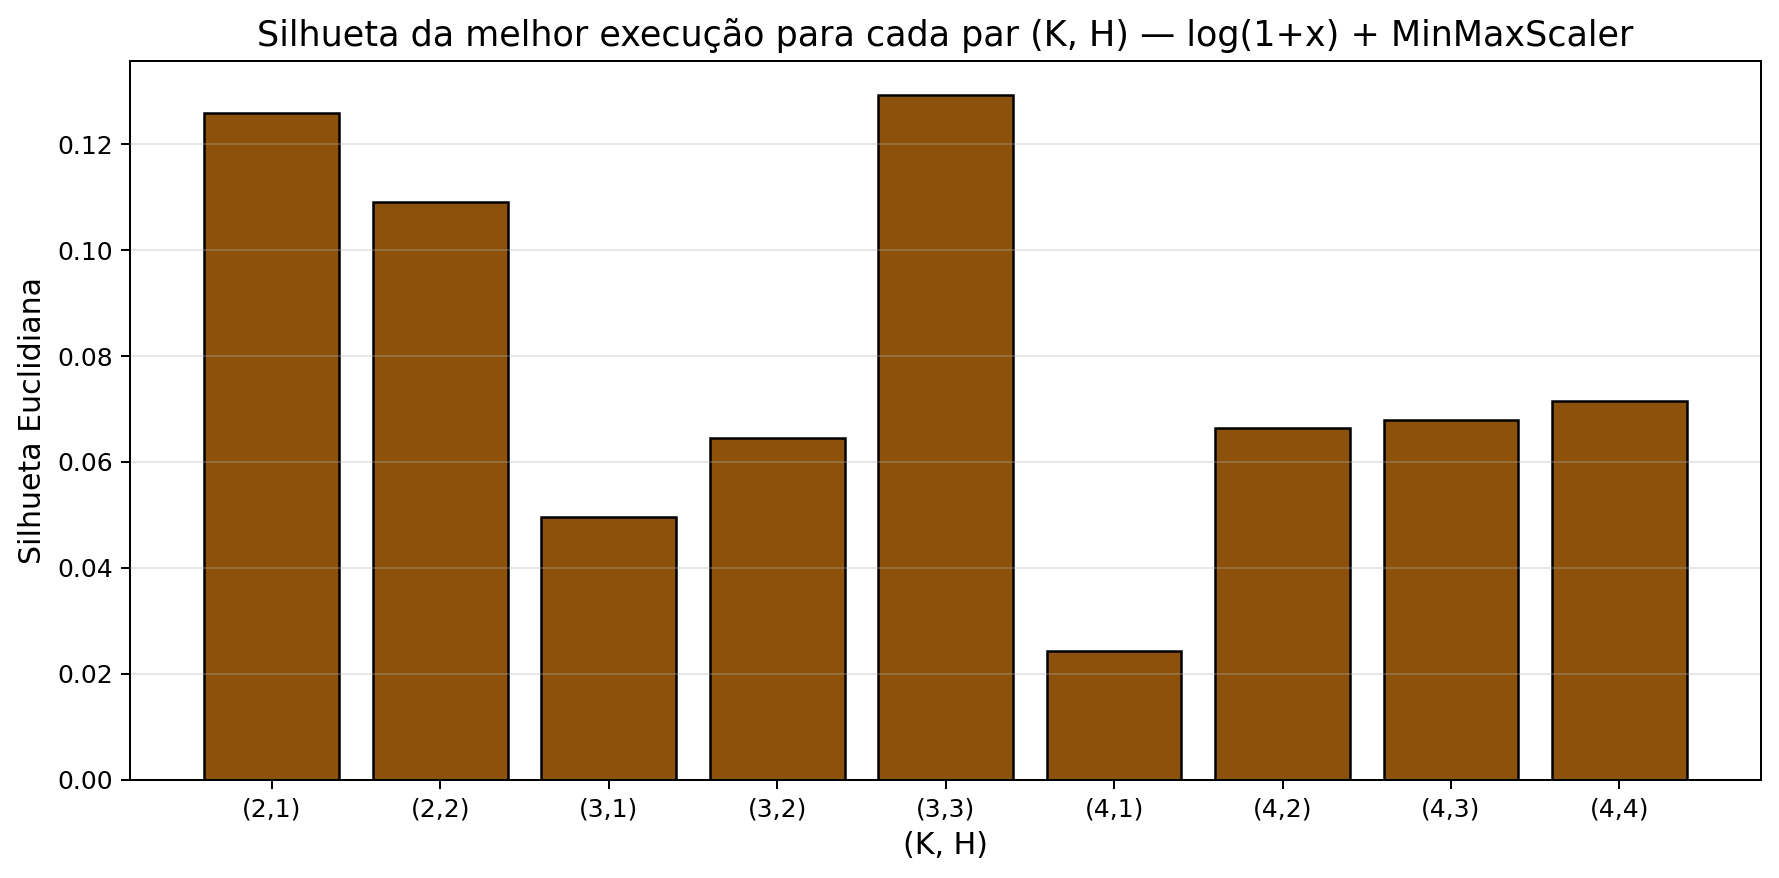 Silhueta da melhor execução para cada par (K, H) — log(1+x) + MinMaxScaler
Silhueta Euclidiana
0.12
0.10
0.08
0.06
0.04
0.02
0.00
(2,1) (2,2) (3,1) (3,2) (3,3) (4,1) (4,2) (4,3) (4,4)
(K, H)